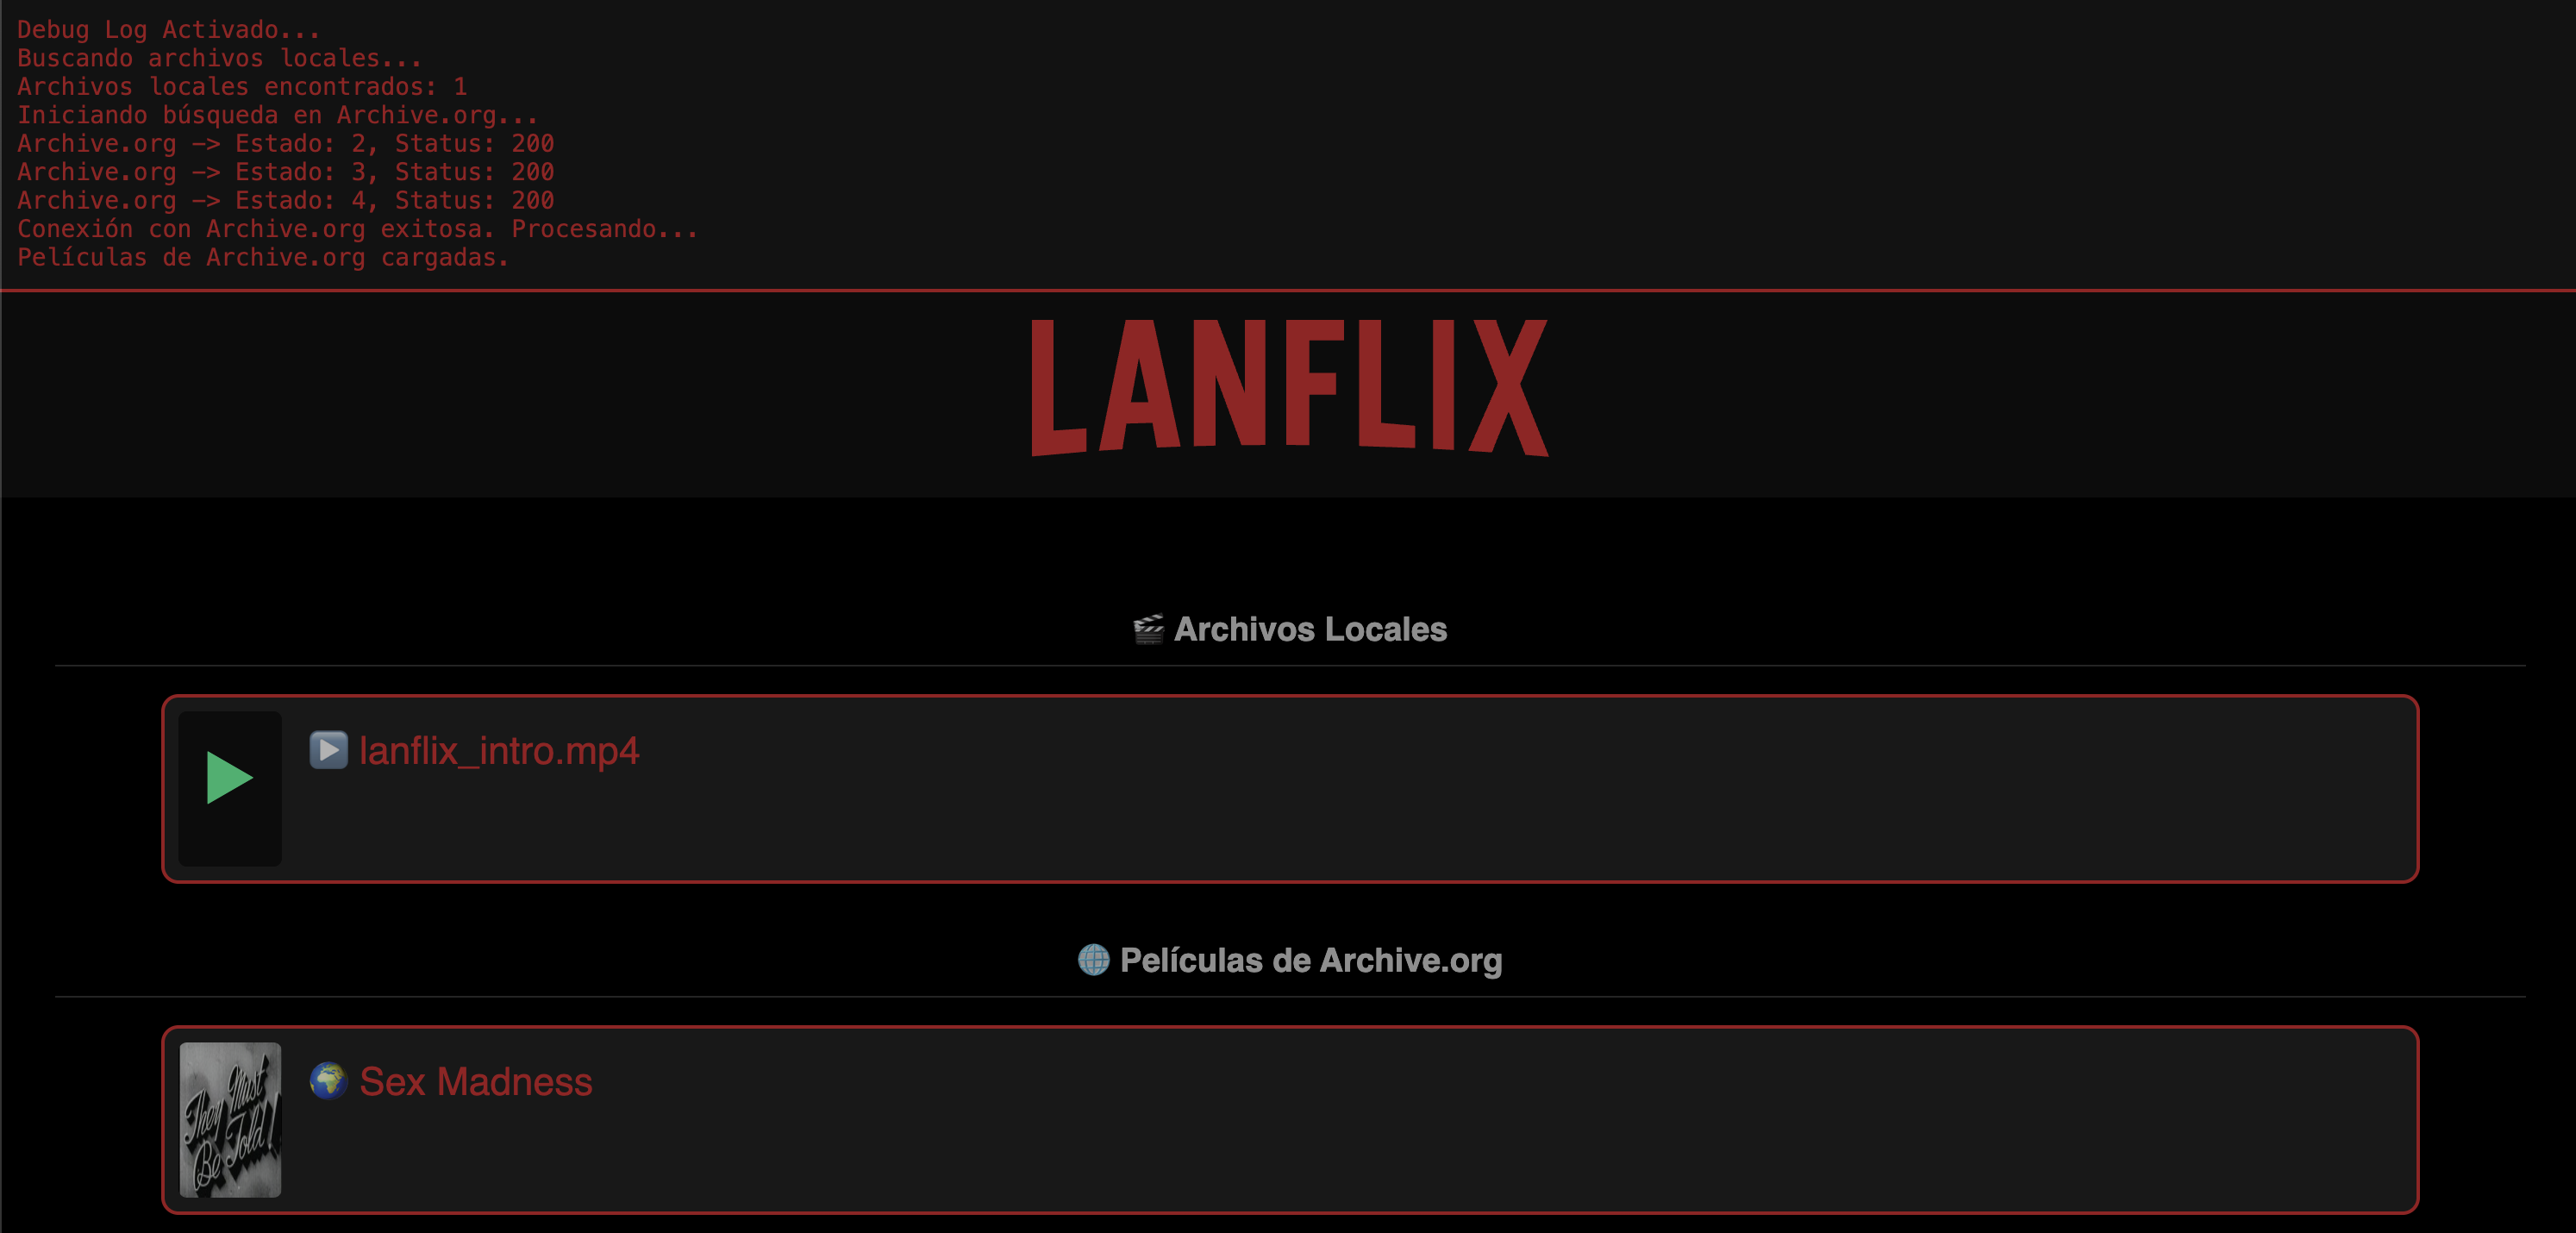 Debug Log Activado...
Buscando archivos locales...
Archivos locales encontrados: 1
Iniciando búsqueda en Archive.org...
Archive.org -> Estado: 2, Status: 200
Archive.org -> Estado: 3, Status: 200
Archive.org -> Estado: 4, Status: 200
Conexión con Archive.org exitosa. Procesando...
Películas de Archive.org cargadas.
LANFLIX
🎬 Archivos Locales
▶️ lanflix_intro.mp4
🌐 Películas de Archive.org
🌍 Sex Madness
They Must
Be Told!